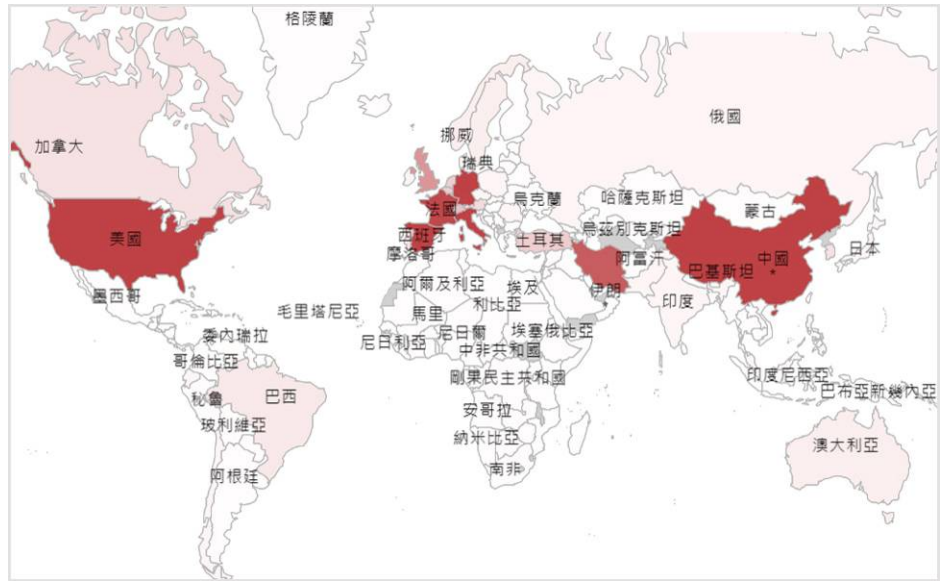 格陵蘭
俄國
挪威
加拿大
瑞典
烏克蘭
哈薩克斯坦
蒙古
法國
烏茲別克斯坦
美國
西班牙
土耳其
日本
摩洛哥
阿富汗
中國
巴基斯坦
阿爾及利亞
埃及
伊朗
墨西哥
印度
利比亞
毛里塔尼亞
馬里
委內瑞拉
尼日爾
埃塞俄比亞
尼日利亞
中非共和國
哥倫比亞
剛果民主共和國
印度尼西亞
巴布亞新幾內亞
秘魯
巴西
安哥拉
玻利維亞
納米比亞
澳大利亞
南非
阿根廷